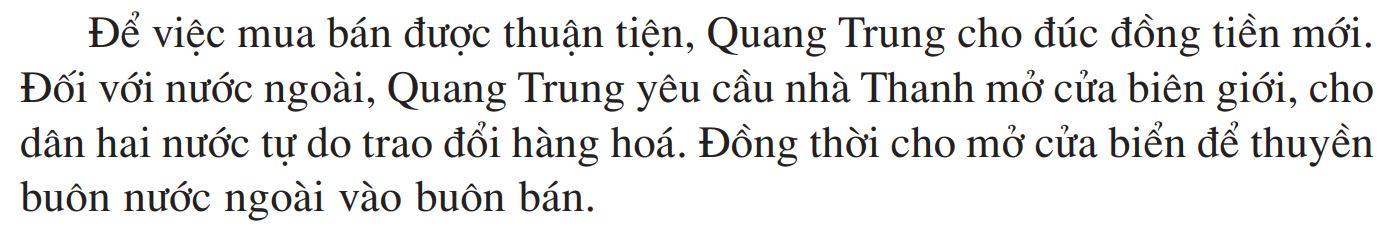 Để việc mua bán được thuận tiện, Quang Trung cho đúc đồng tiền mới.
Đối với nước ngoài, Quang Trung yêu cầu nhà Thanh mở cửa biên giới, cho
dân hai nước tự do trao đổi hàng hoá. Đồng thời cho mở cửa biển để thuyền
buôn nước ngoài vào buôn bán.